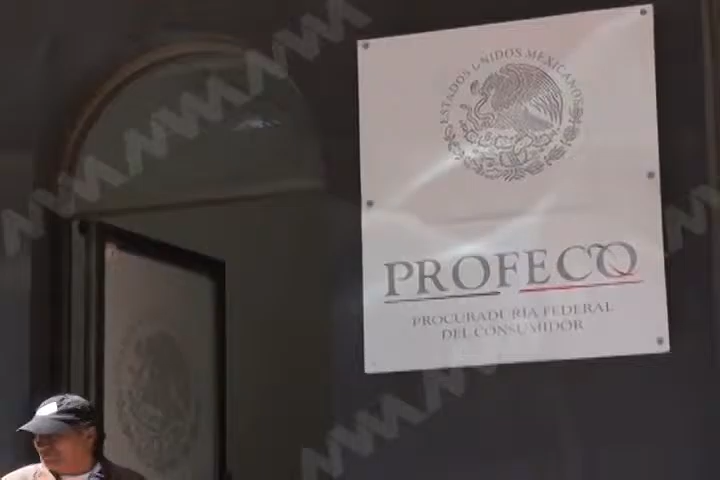 ESTADOS UNIDOS MEXICANOS
PROFECO
PROCURADURÍA FEDERAL
DEL CONSUMIDOR